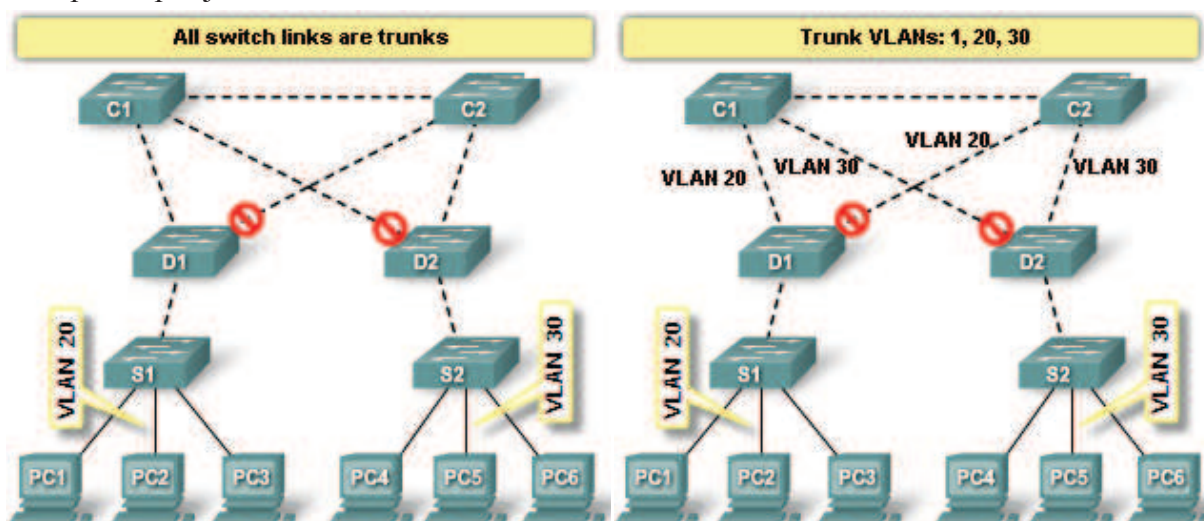 All switch links are trunks
C1
C2
D1
D2
VLAN 20
VLAN 30
S1
S2
PC1
PC2
PC3
PC4
PC5
PC6
Trunk VLANs: 1, 20, 30
C1
C2
VLAN 20
VLAN 20
VLAN 30
VLAN 30
D1
D2
VLAN 20
VLAN 30
S1
S2
PC1
PC2
PC3
PC4
PC5
PC6